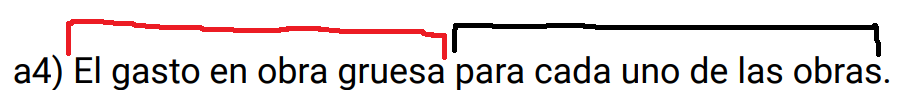 a4) El gasto en obra gruesa para cada uno de las obras.